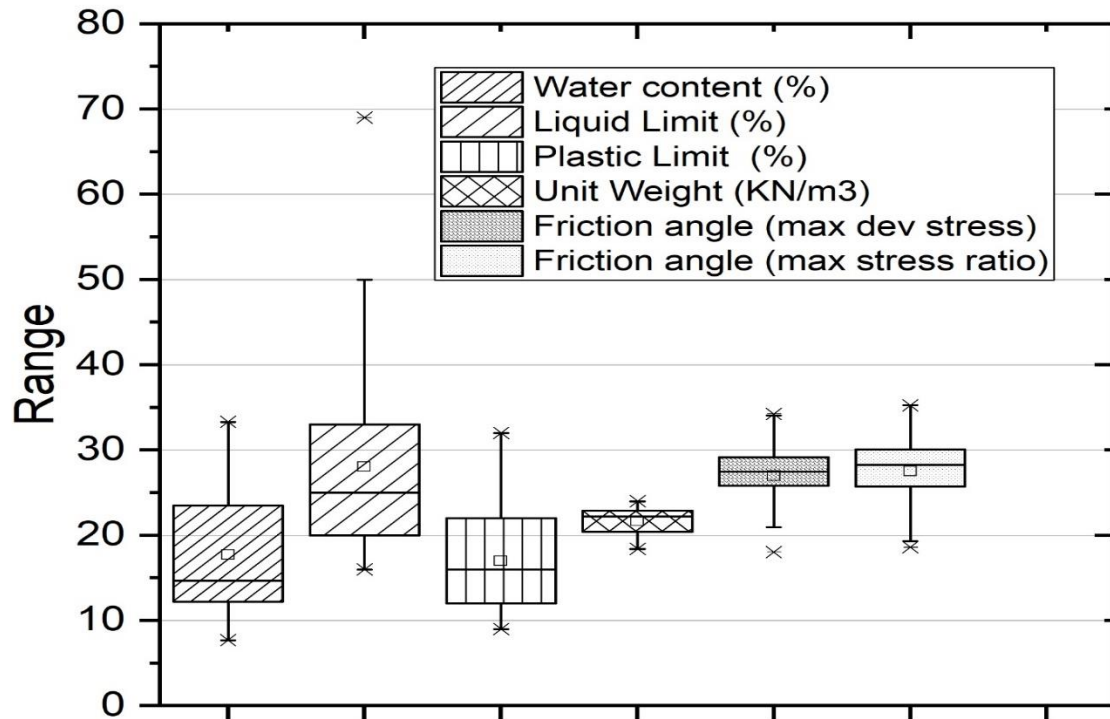 80
70
60
50
40
30
20
10
0
Range
Water content (%)
Liquid Limit (%)
Plastic Limit (%)
Unit Weight (KN/m3)
Friction angle (max dev stress)
Friction angle (max stress ratio)